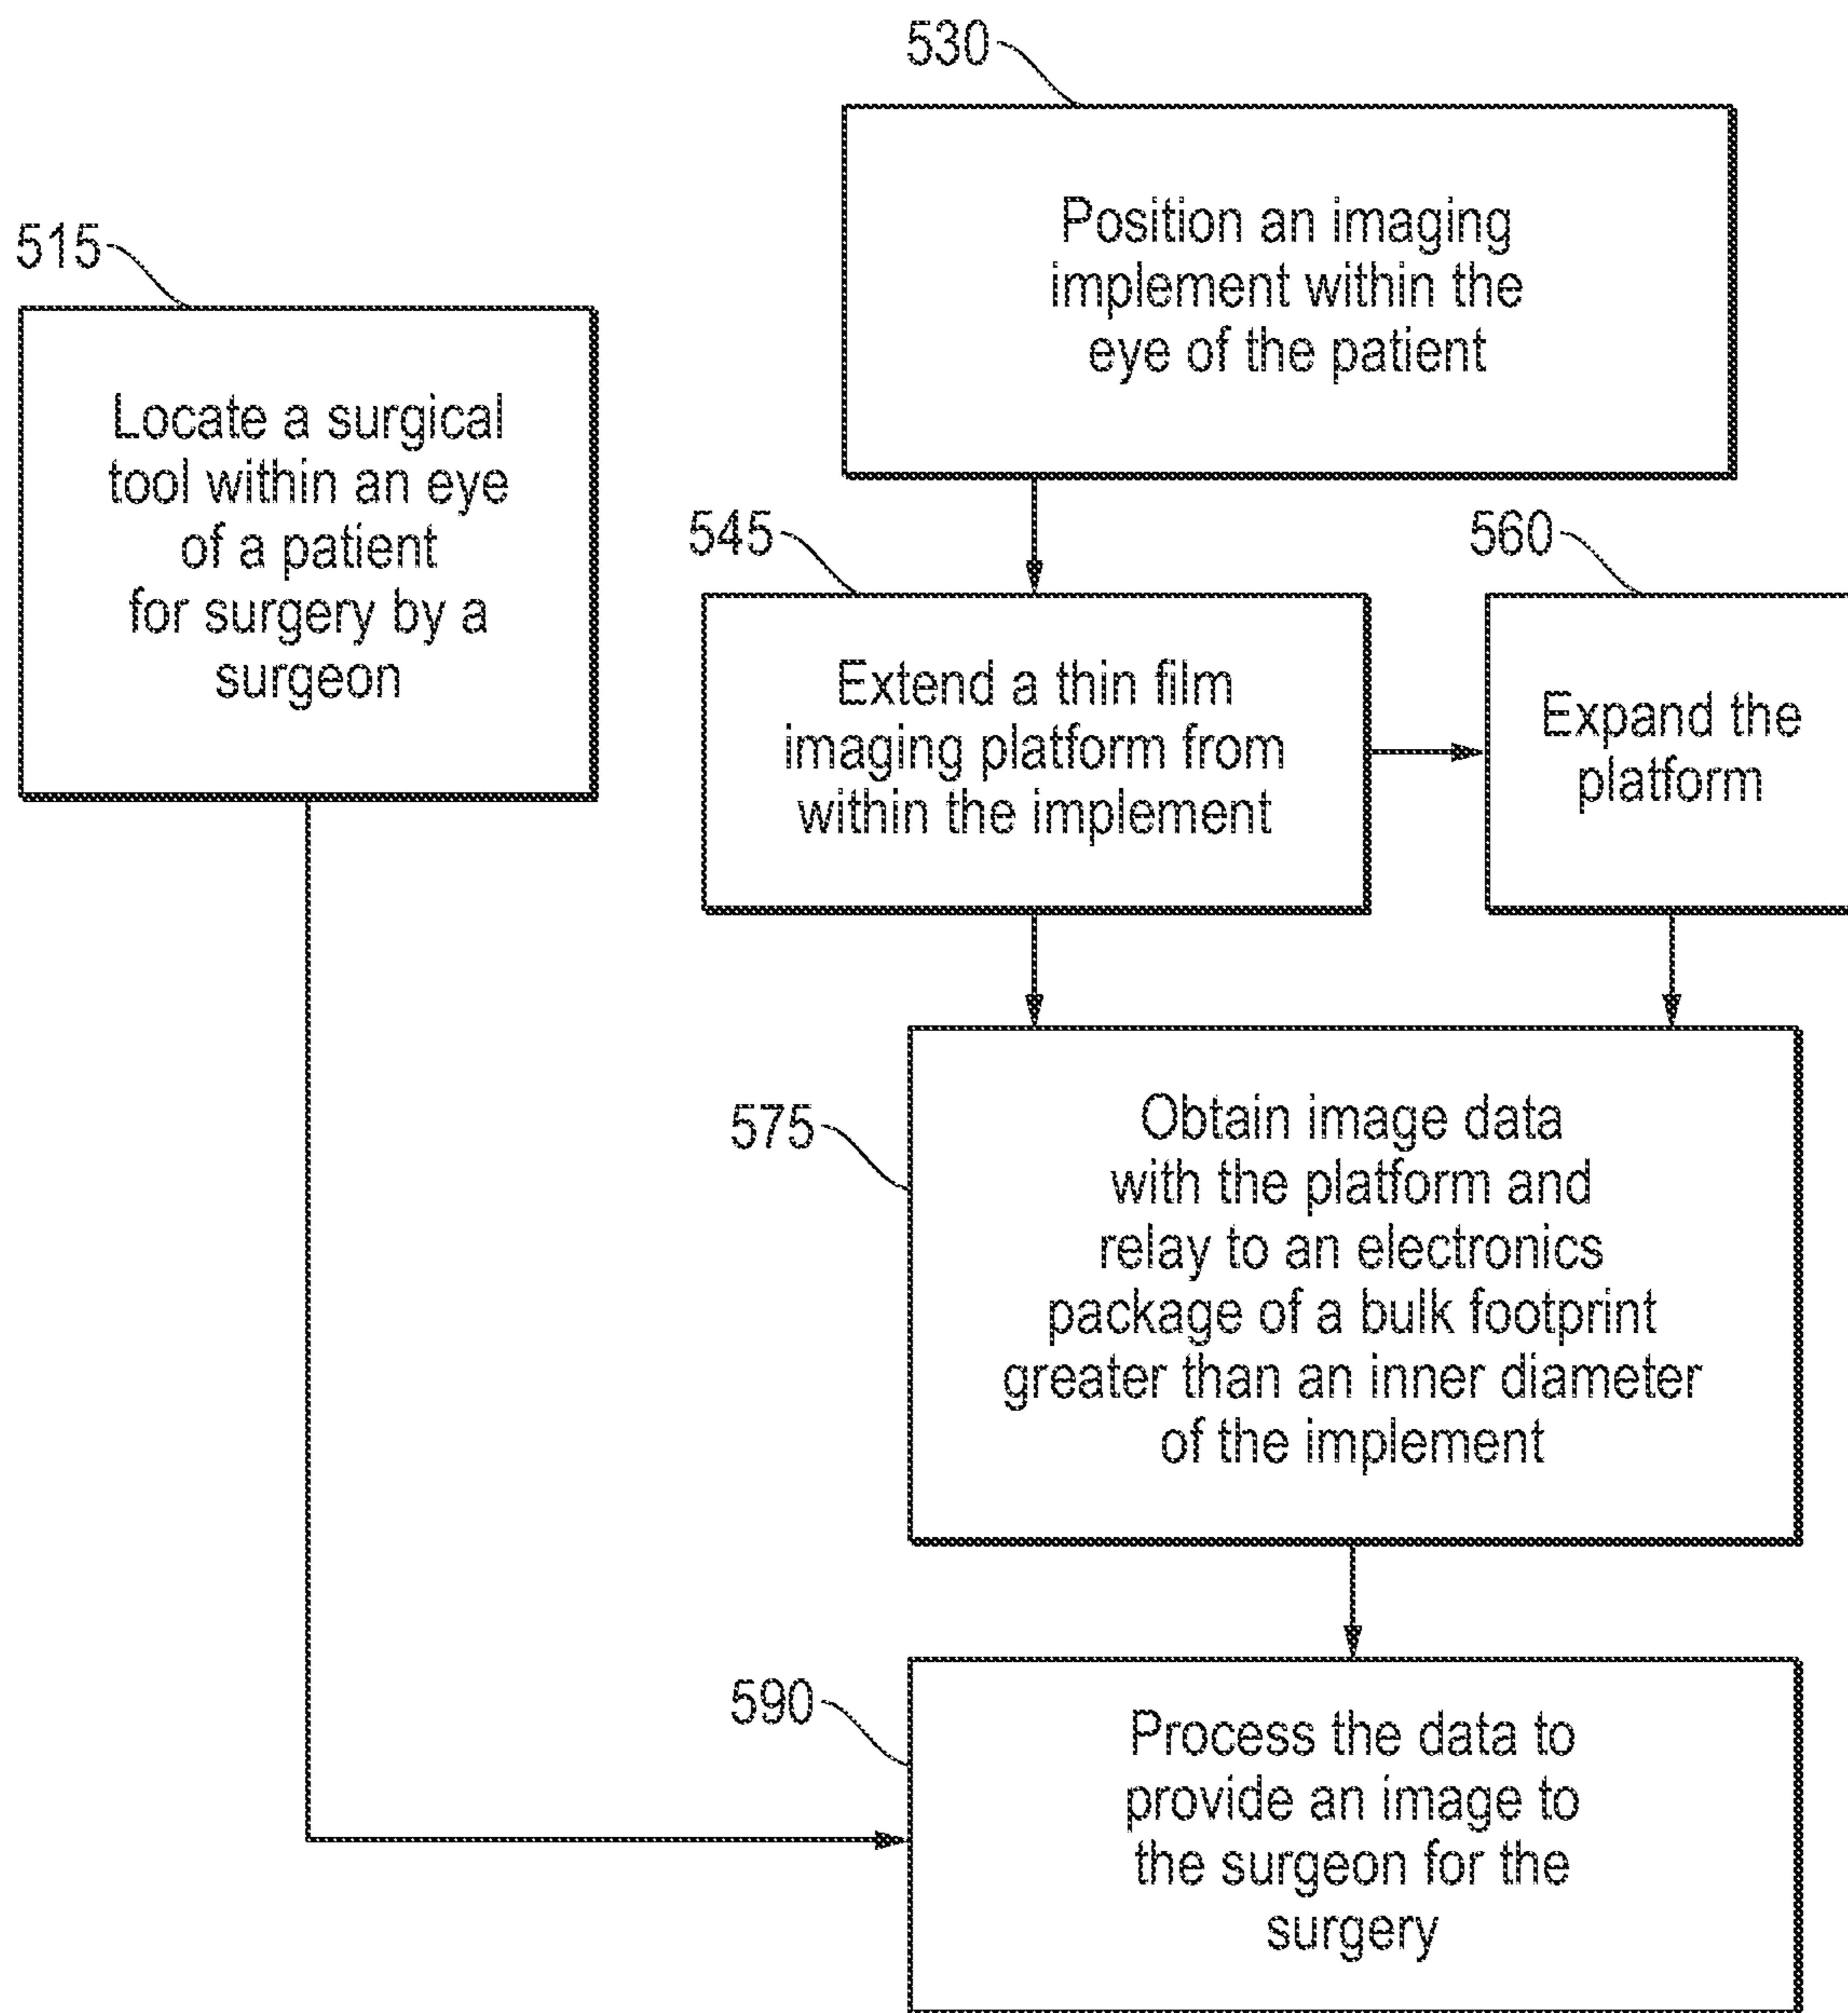 530
Position an imaging
implement within the
eye of the patient
515
Locate a surgical
tool within an eye
of a patient
for surgery by a
surgeon
545
Extend a thin film
imaging platform from
within the implement
560
Expand the
platform
575
Obtain image data
with the platform and
relay to an electronics
package of a bulk footprint
greater than an inner diameter
of the implement
590
Process the data to
provide an image to
the surgeon for the
surgery